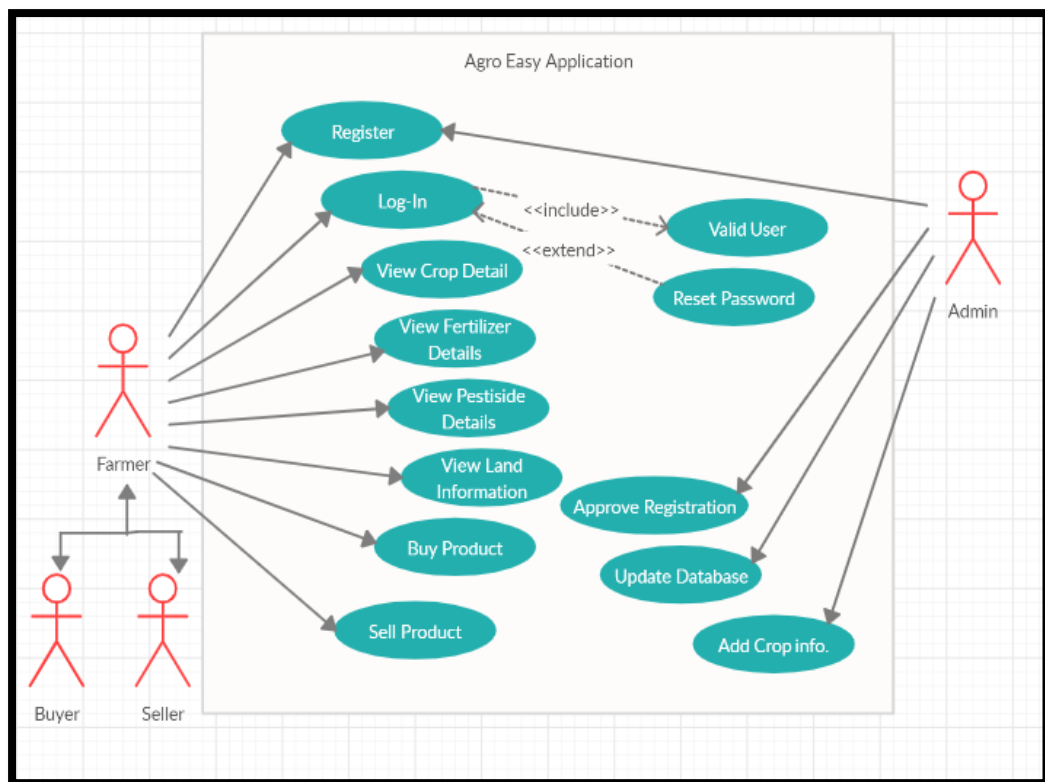 Agro Easy Application
Register
Log-In
<<include>>
Valid User
<<extend>>
View Crop Detail
Reset Password
Admin
View Fertilizer
Details
View Pestiside
Details
Farmer
View Land
Information
Approve Registration
Buy Product
Update Database
Sell Product
Add Crop info.
Buyer
Seller